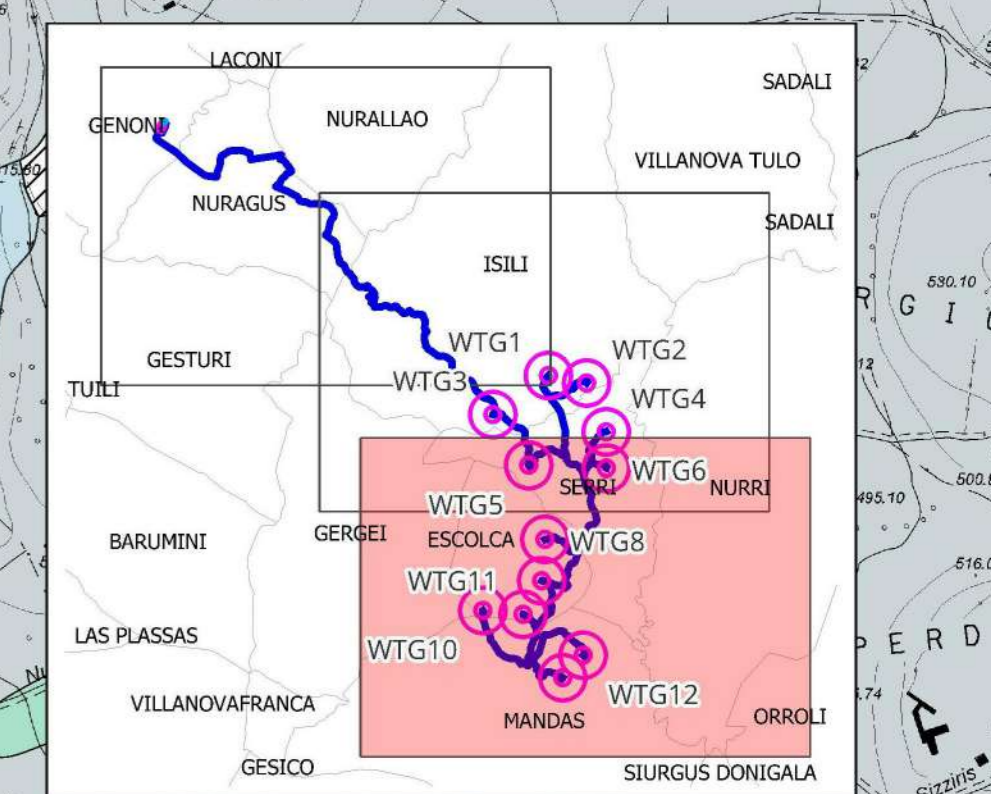 LACONI
SADALI
GENONI
NURALLAO
VILLANOVA TULO
NURAGUS
SADALI
ISILI
530.10
R G I
WTG1
WTG2
GESTURI
WTG3
TUILI
WTG4
WTG6
SERRI
NURRI
495.10
WTG5
GERGEI
ESCOLCA
WTG8
BARUMINI
WTG11
LAS PLASSAS
P E R D
WTG10
WTG12
VILLANOVAFRANCA
MANDAS
ORROLI
GESICO
SIURGUS DONIGALA
Sizziris